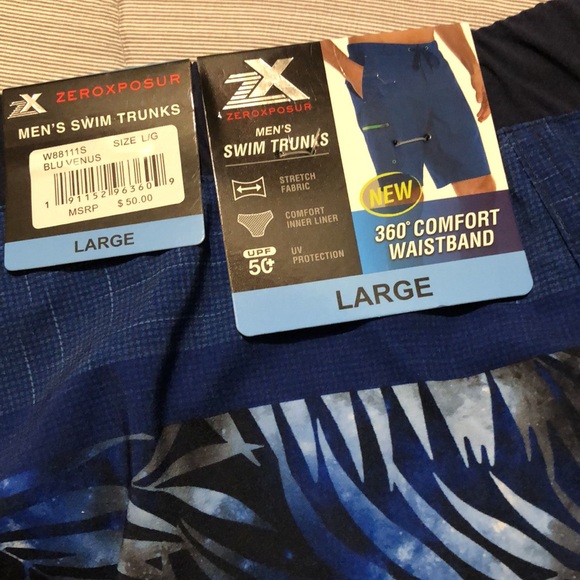 ZX ZEROXPOSUR
MEN'S SWIM TRUNKS
W88111S SIZE L/G
BLU VENUS
1 91152 96360 9
MSRP $ 50.00
LARGE
ZX
ZEROXPOSUR
MEN'S
SWIM TRUNKS
STRETCH
FABRIC
COMFORT
INNER LINER
UPF
50+
UV
PROTECTION
NEW
360° COMFORT
WAISTBAND
LARGE